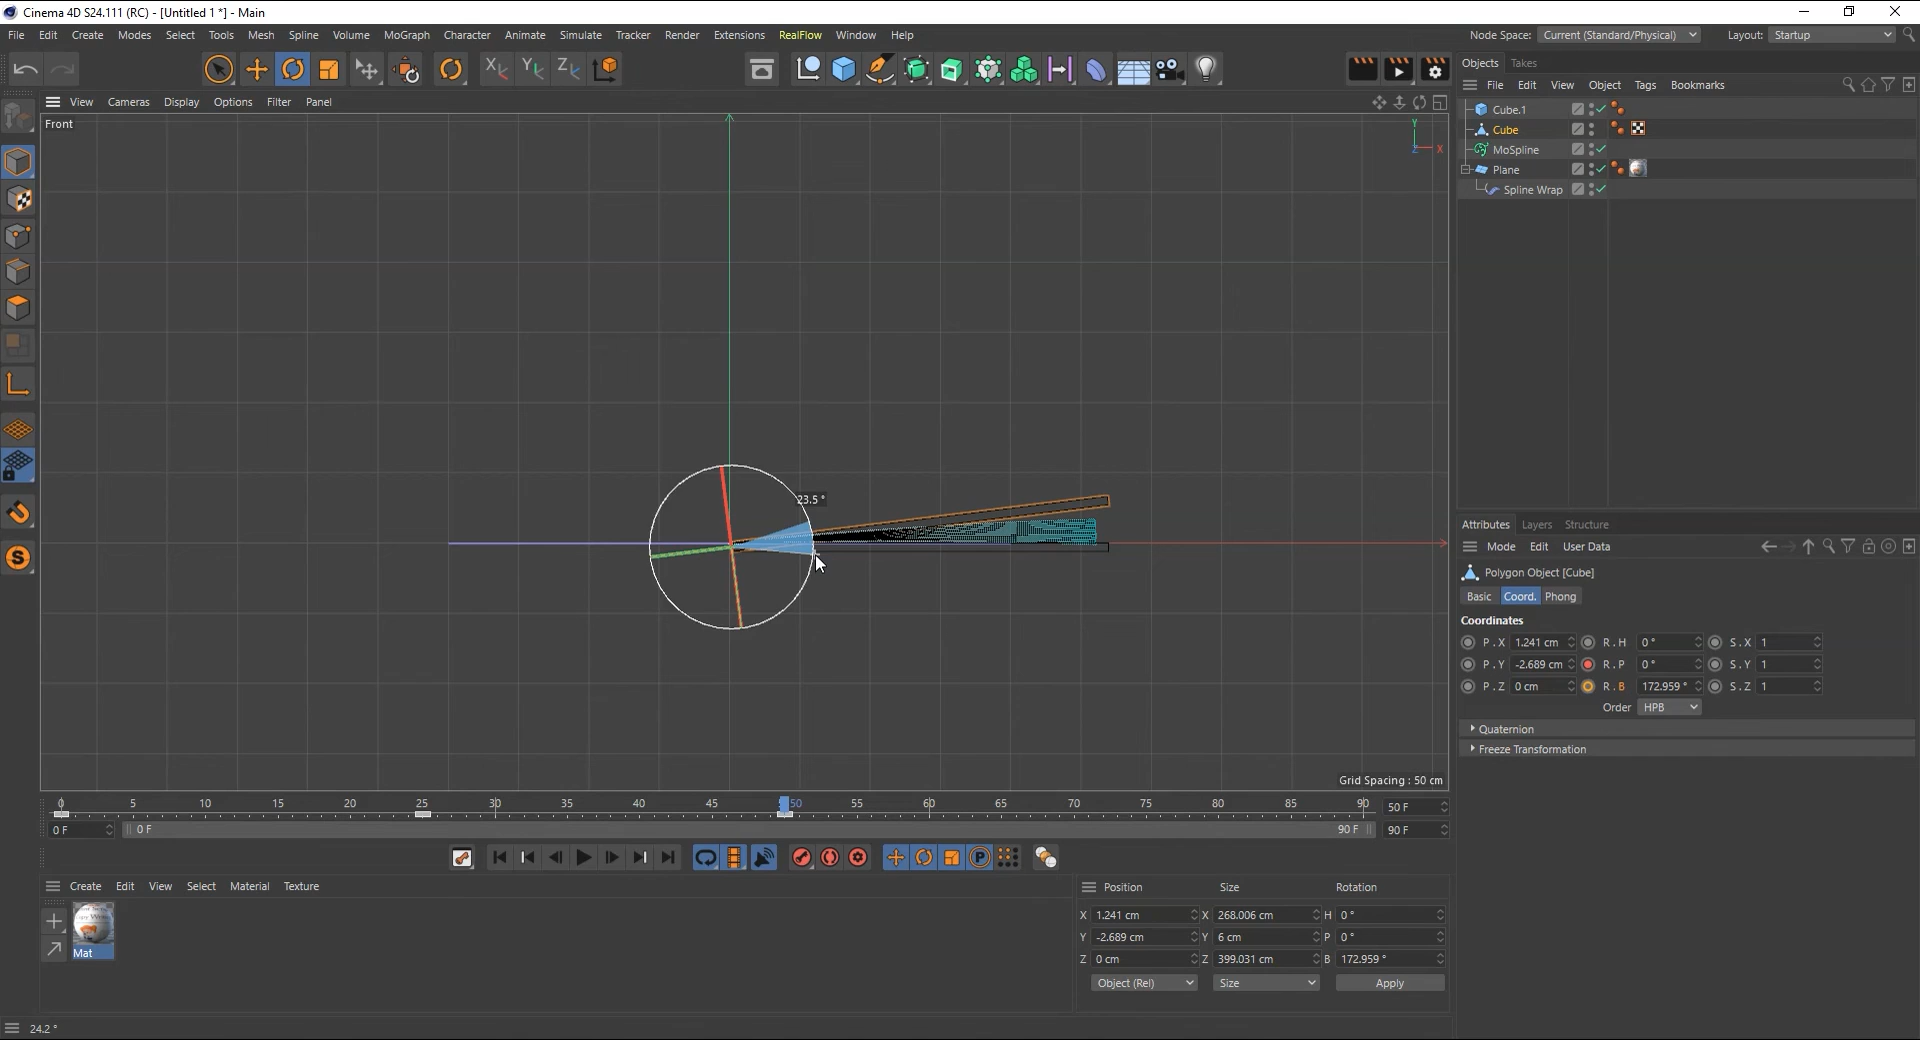 Cinema 4D S24.111 (RC) - [Untitled 1 *] - Main
File Edit Create Modes Select Tools Mesh Spline Volume MoGraph Character Animate Simulate Tracker Render Extensions RealFlow Window Help
Node Space: Current (Standard/Physical) Layout: Startup
Objects Takes
File Edit View Object Tags Bookmarks
View Cameras Display Options Filter Panel
Front
Y
Z X
Cube.1
Cube
MoSpline
Plane
Spline Wrap
23.5 °
Grid Spacing : 50 cm
Attributes Layers Structure
Mode Edit User Data
Polygon Object [Cube]
Basic Coord. Phong
Coordinates
P . X 1.241 cm R . H 0 ° S . X 1
P . Y -2.689 cm R . P 0 ° S . Y 1
P . Z 0 cm R . B 172.959 ° S . Z 1
Order HPB
Quaternion
Freeze Transformation
0 5 10 15 20 25 30 35 40 45 50 55 60 65 70 75 80 85 90 50 F
0 F 0 F 90 F 90 F
Create Edit View Select Material Texture
Mat
Position Size Rotation
X 1.241 cm X 268.006 cm H 0 °
Y -2.689 cm Y 6 cm P 0 °
Z 0 cm Z 399.031 cm B 172.959 °
Object (Rel) Size Apply
24.2 °